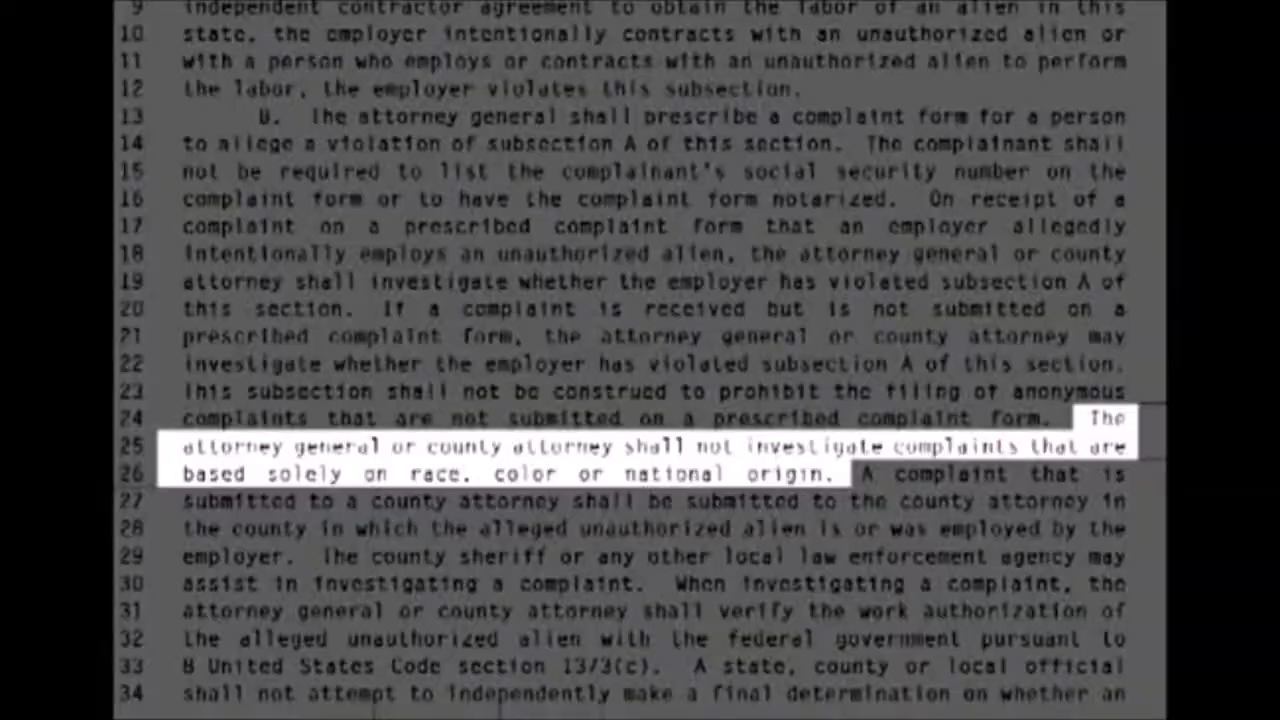 9 independent contractor agreement to obtain the labor of an alien in this
10 state, the employer intentionally contracts with an unauthorized alien or
11 with a person who employs or contracts with an unauthorized alien to perform
12 the labor, the employer violates this subsection.
13 B. The attorney general shall prescribe a complaint form for a person
14 to allege a violation of subsection A of this section. The complainant shall
15 not be required to list the complainant's social security number on the
16 complaint form or to have the complaint form notarized. On receipt of a
17 complaint on a prescribed complaint form that an employer allegedly
18 intentionally employs an unauthorized alien, the attorney general or county
19 attorney shall investigate whether the employer has violated subsection A of
20 this section. If a complaint is received but is not submitted on a
21 prescribed complaint form, the attorney general or county attorney may
22 investigate whether the employer has violated subsection A of this section.
23 This subsection shall not be construed to prohibit the filing of anonymous
24 complaints that are not submitted on a prescribed complaint form. The
25 attorney general or county attorney shall not investigate complaints that are
26 based solely on race, color or national origin. A complaint that is
27 submitted to a county attorney shall be submitted to the county attorney in
28 the county in which the alleged unauthorized alien is or was employed by the
29 employer. The county sheriff or any other local law enforcement agency may
30 assist in investigating a complaint. When investigating a complaint, the
31 attorney general or county attorney shall verify the work authorization of
32 the alleged unauthorized alien with the federal government pursuant to
33 8 United States Code section 1373(c). A state, county or local official
34 shall not attempt to independently make a final determination on whether an